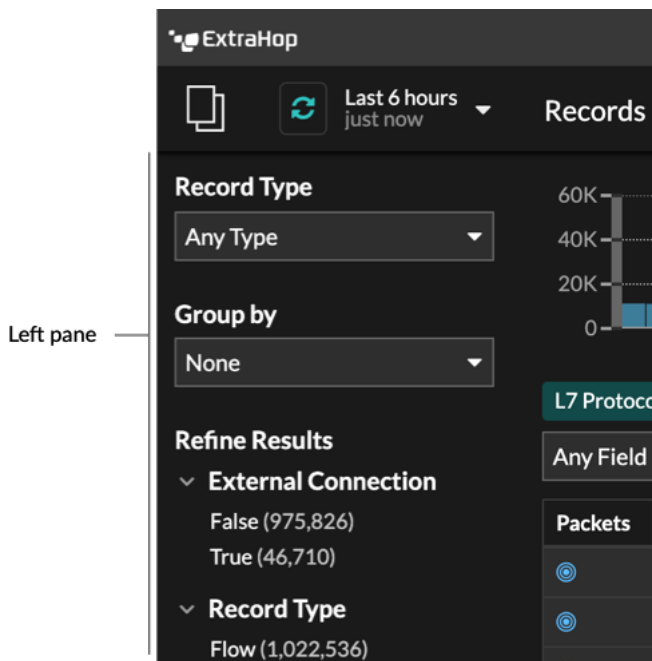 ExtraHop
Last 6 hours
just now
Records
Left pane
Record Type
Any Type
Group by
None
Refine Results
External Connection
False (975,826)
True (46,710)
Record Type
Flow (1,022,536)
60K
40K
20K
0
L7 Protoco
Any Field
Packets